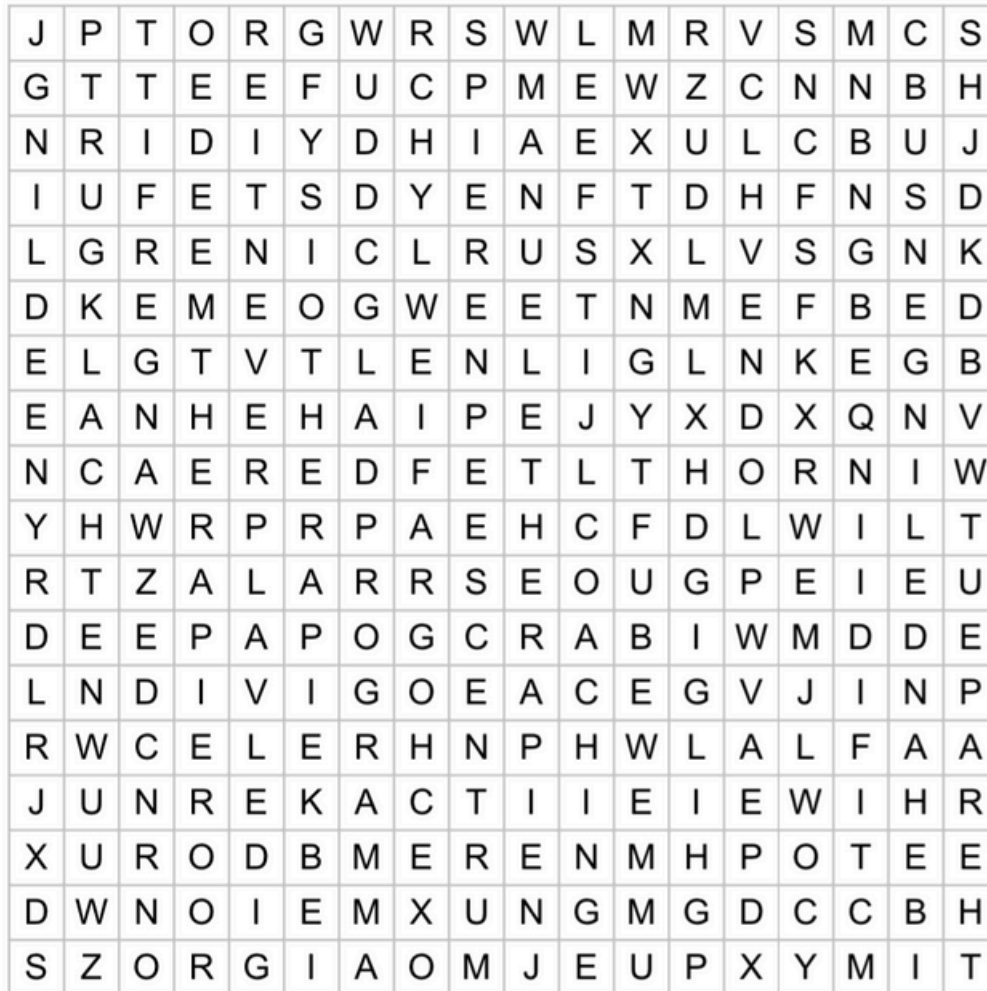 J P T O R G W R S W L M R V S M C S
G T T E E F U C P M E W Z C N N B H
N R I D I Y D H I A E X U L C B U J
I U F E T S D Y E N F T D H F N S D
L G R E N I C L R U S X L V S G N K
D K E M E O G W E E T N M E F B E D
E L G T V T L E N L I G L N K E G B
E A N H E H A I P E J Y X D X Q N V
N C A E R E D F E T L T H O R N I W
Y H W R P R P A E H C F D L W I L T
R T Z A L A R R S E O U G P E I E U
D E E P A P O G C R A B I W M D D E
L N D I V I G O E A C E G V J I N P
R W C E L E R H N P H W L A L F A A
J U N R E K A C T I I E I E W I H R
X U R O D B M E R E N M H P O T E E
D W N O I E M X U N G M G D C C B H
S Z O R G I A O M J E U P X Y M I T